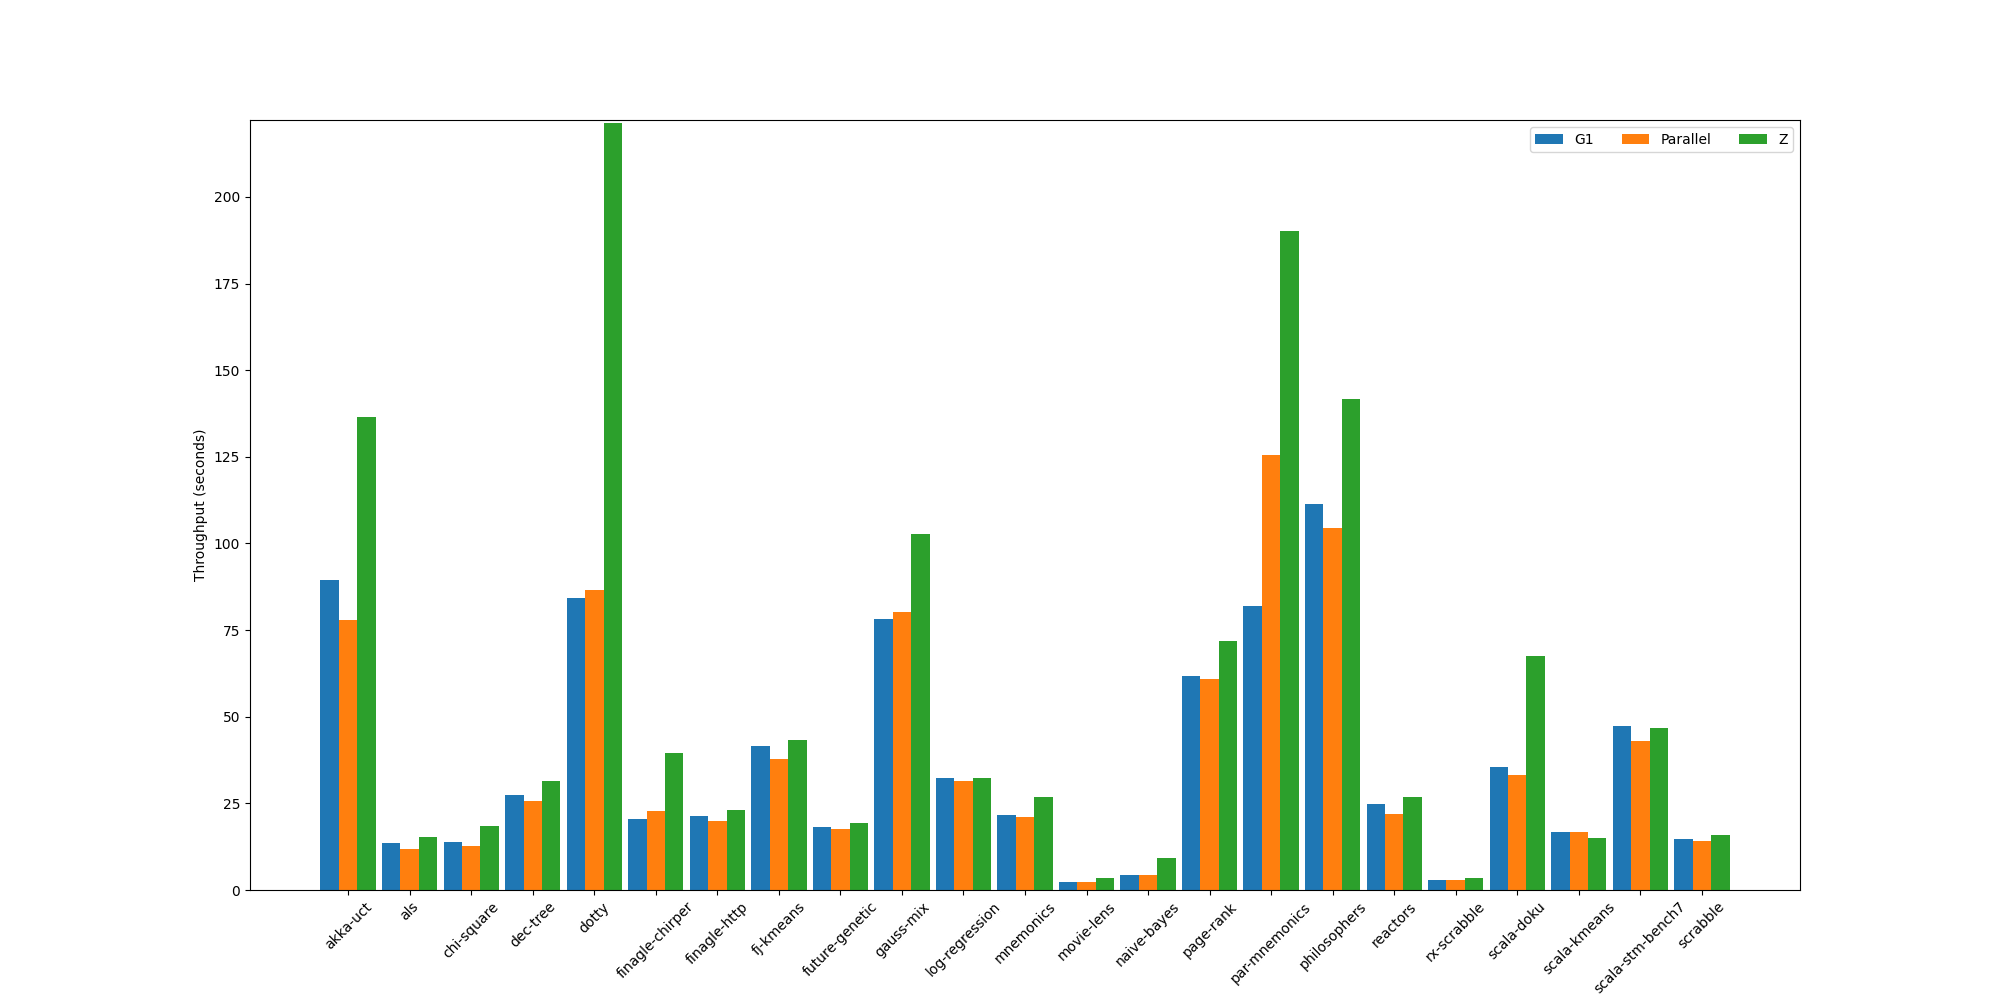 G1 Parallel Z
200
175
150
125
100
75
50
25
0
Throughput (seconds)
akka-uct
als
chi-square
dec-tree
dotty
finagle-chirper
finagle-http
fj-kmeans
future-genetic
gauss-mix
log-regression
mnemonics
movie-lens
naive-bayes
page-rank
par-mnemonics
philosophers
reactors
rx-scrabble
scala-doku
scala-kmeans
scala-stm-bench7
scrabble